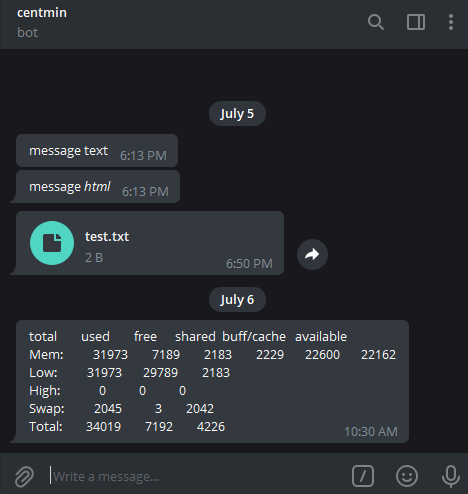 centmin
bot
July 5
message text 6:13 PM
message html 6:13 PM
test.txt
2 B 6:50 PM
July 6
total used free shared buff/cache available
Mem: 31973 7189 2183 2229 22600 22162
Low: 31973 29789 2183
High: 0 0 0
Swap: 2045 3 2042
Total: 34019 7192 4226
10:30 AM
Write a message...